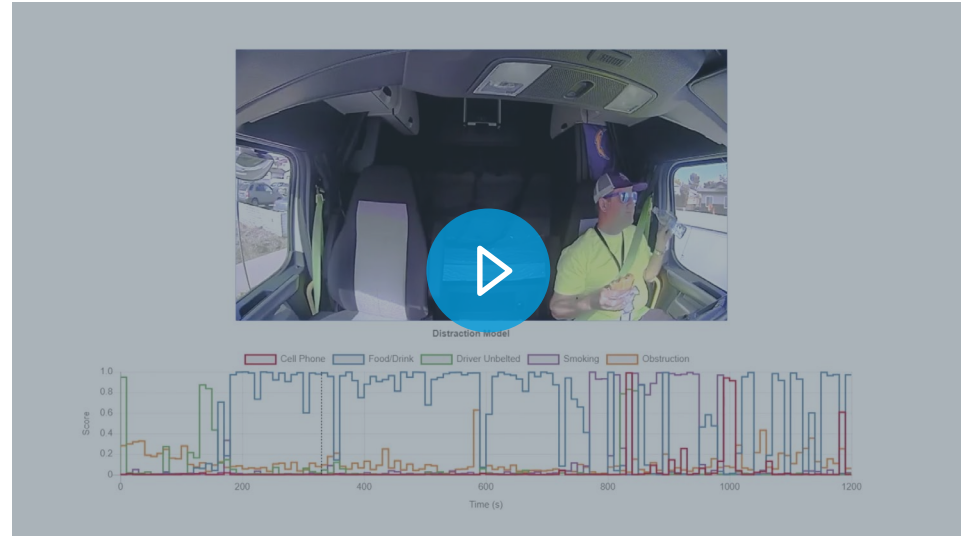 Distraction Model
Cell Phone Food/Drink Driver Unbelted Smoking Obstruction
Score
1.0
0.8
0.6
0.4
0.2
0
0 200 400 600 800 1000 1200
Time (s)